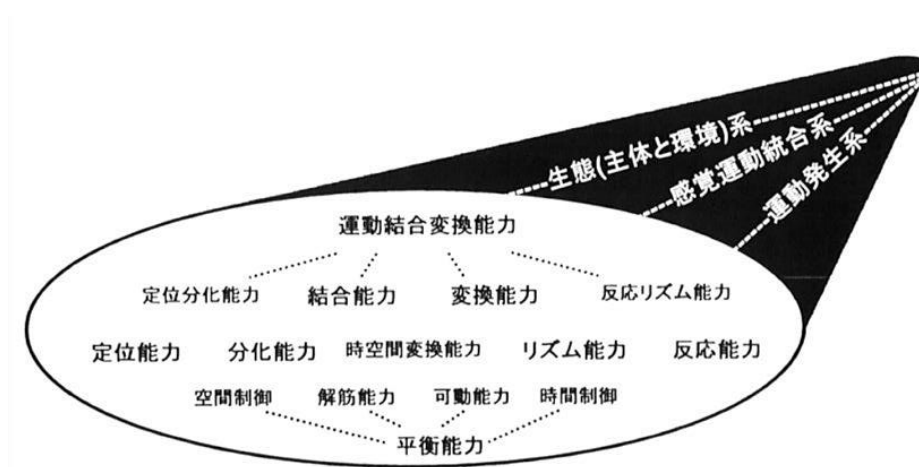 生態(主体と環境)系
感覚運動統合系
運動発生系
運動結合変換能力
定位分化能力 結合能力 変換能力 反応リズム能力
定位能力 分化能力 時空間変換能力 リズム能力 反応能力
空間制御 解筋能力 可動能力 時間制御
平衡能力